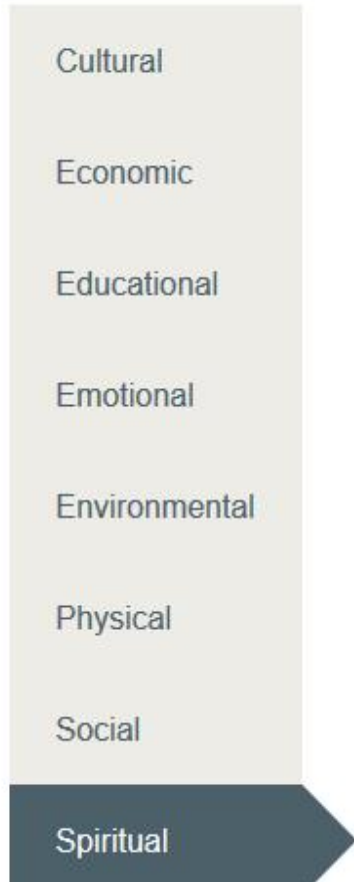 Cultural
Economic
Educational
Emotional
Environmental
Physical
Social
Spiritual